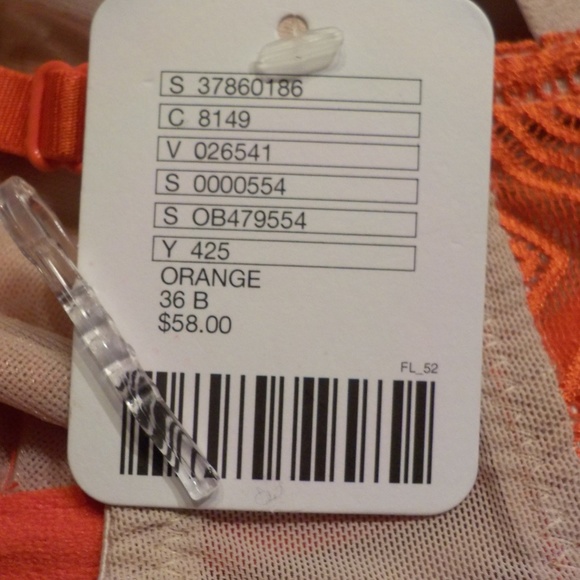 S 37860186
C 8149
V 026541
S 0000554
S OB479554
Y 425
ORANGE
36 B
$58.00
FL_52